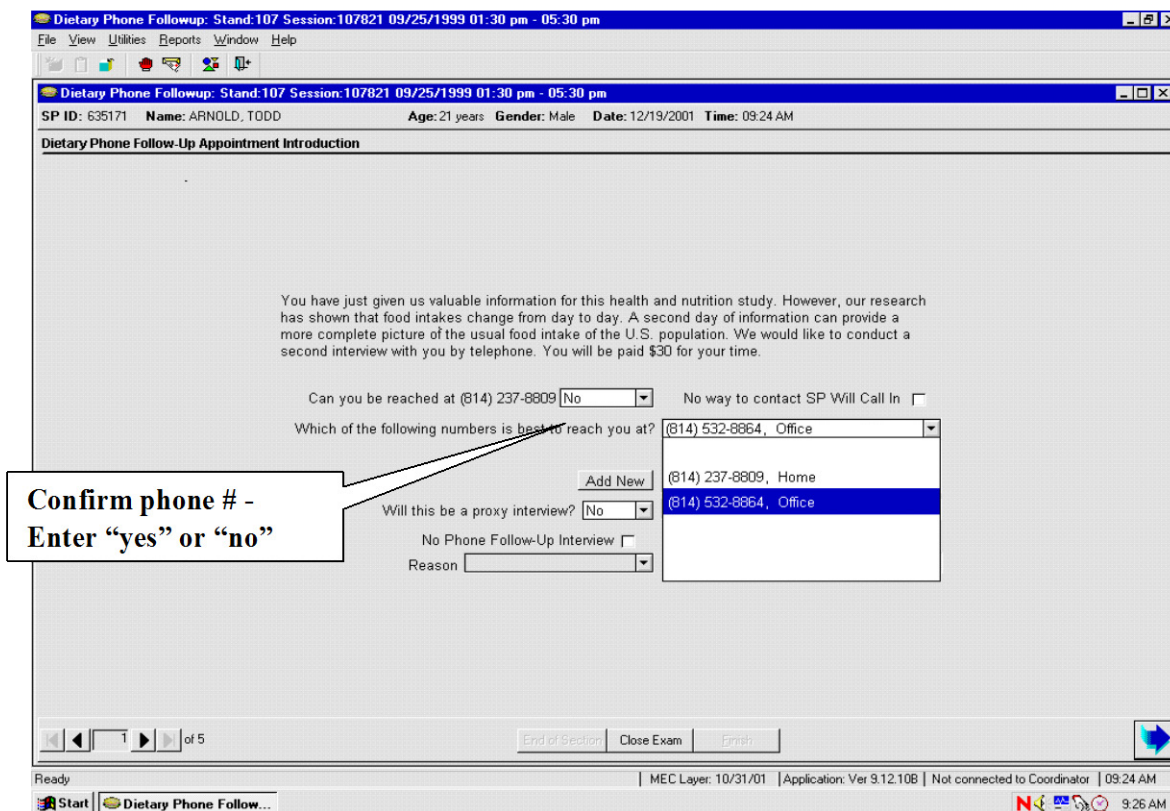 Dietary Phone Followup: Stand:107 Session:107821 09/25/1999 01:30 pm - 05:30 pm
File View Utilities Reports Window Help
Dietary Phone Followup: Stand:107 Session:107821 09/25/1999 01:30 pm - 05:30 pm
SP ID: 635171 Name: ARNOLD, TODD Age: 21 years Gender: Male Date: 12/19/2001 Time: 09:24 AM
Dietary Phone Follow-Up Appointment Introduction
You have just given us valuable information for this health and nutrition study. However, our research
has shown that food intakes change from day to day. A second day of information can provide a
more complete picture of the usual food intake of the U.S. population. We would like to conduct a
second interview with you by telephone. You will be paid $30 for your time.
Can you be reached at (814) 237-8809 No No way to contact SP Will Call In
Which of the following numbers is best to reach you at? (814) 532-8864, Office
Add New (814) 237-8809, Home
(814) 532-8864, Office
Confirm phone # -
Enter “yes” or “no”
Will this be a proxy interview? No
No Phone Follow-Up Interview
Reason
1 of 5 End of Section Close Exam Finish
Ready MEC Layer: 10/31/01 Application: Ver 9.12.10B Not connected to Coordinator 09:24 AM
Start Dietary Phone Follow... N 9:26 AM